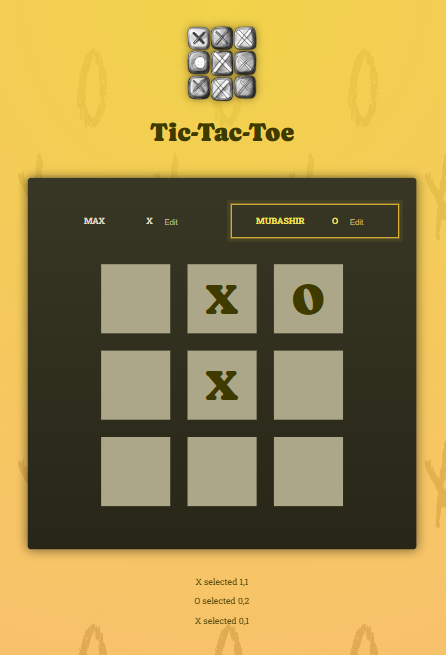 Tic-Tac-Toe
MAX X Edit MUBASHIR O Edit
X O
X
X selected 1,1
O selected 0,2
X selected 0,1